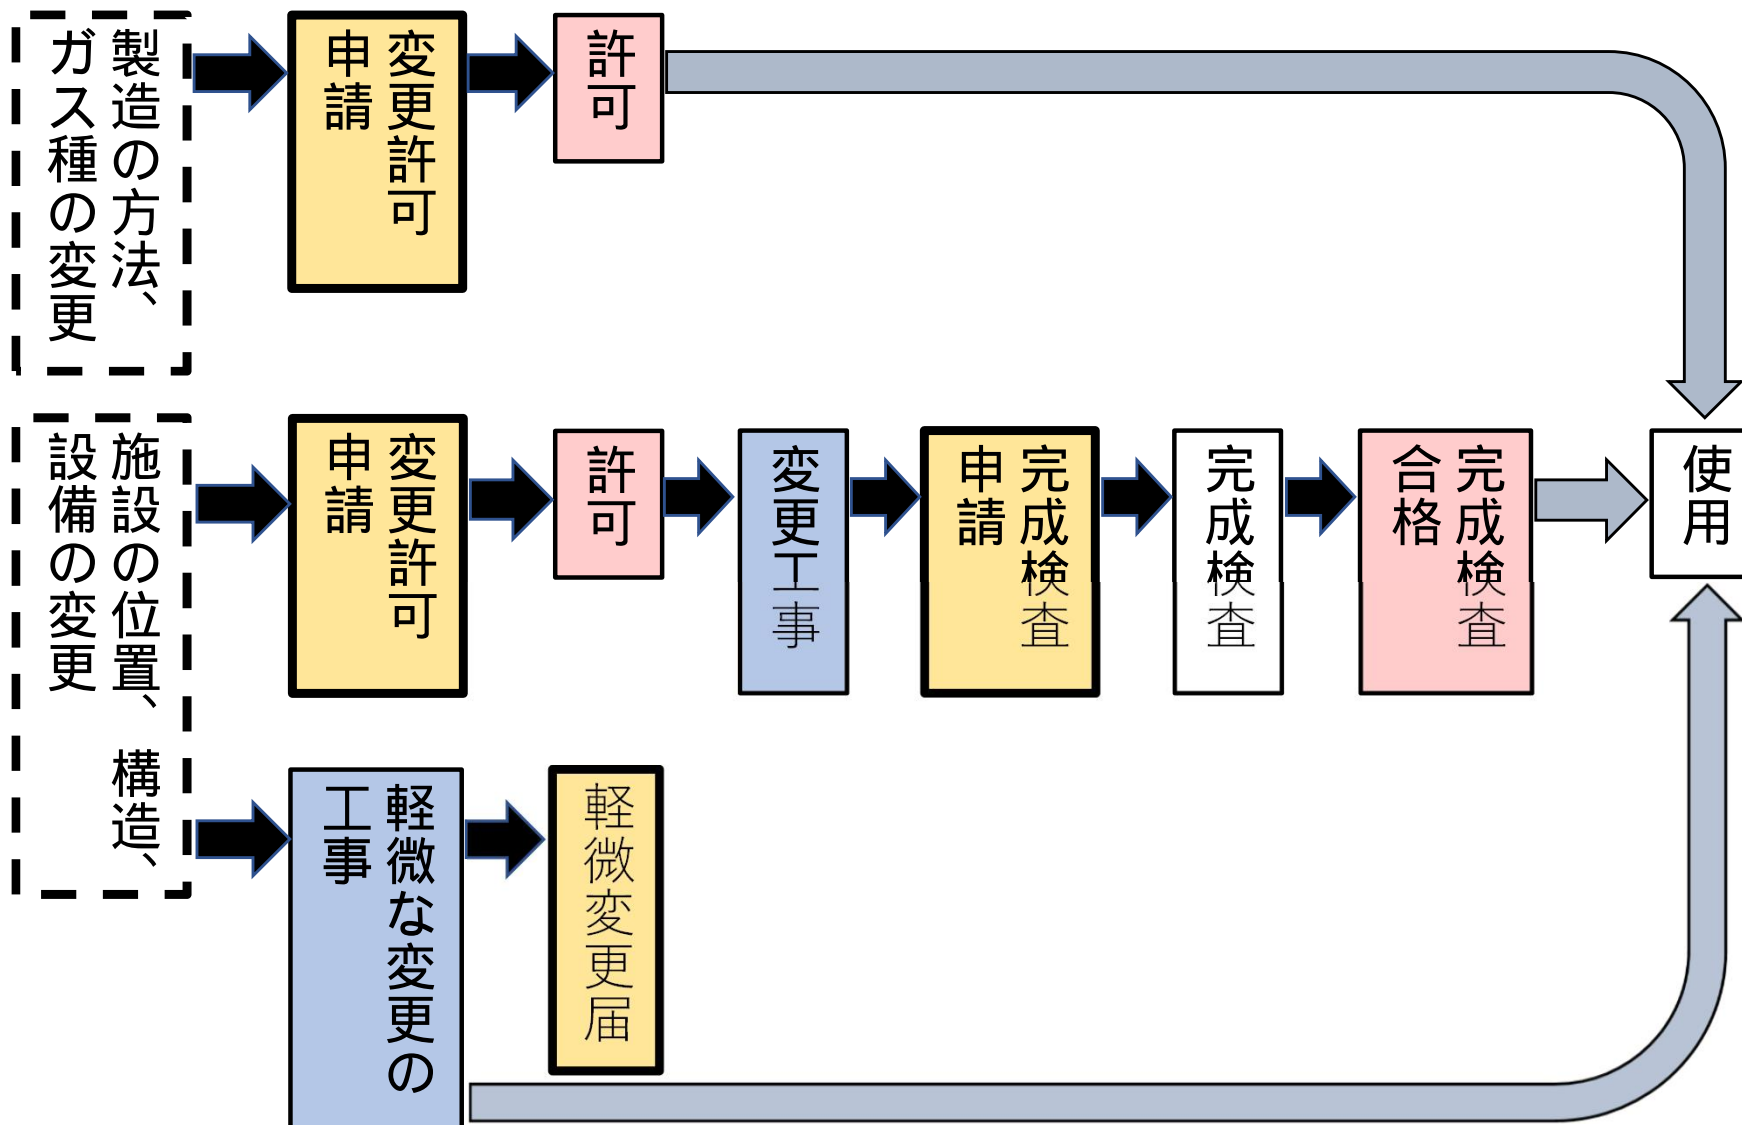 製造の方法、
ガス種の変更
変更許可
申請
許可
施設の位置、構造、
設備の変更
変更許可
申請
許可
変更工事
完成検査
申請
完成検査
完成検査
合格
使用
軽微な変更の
工事
軽微変更届